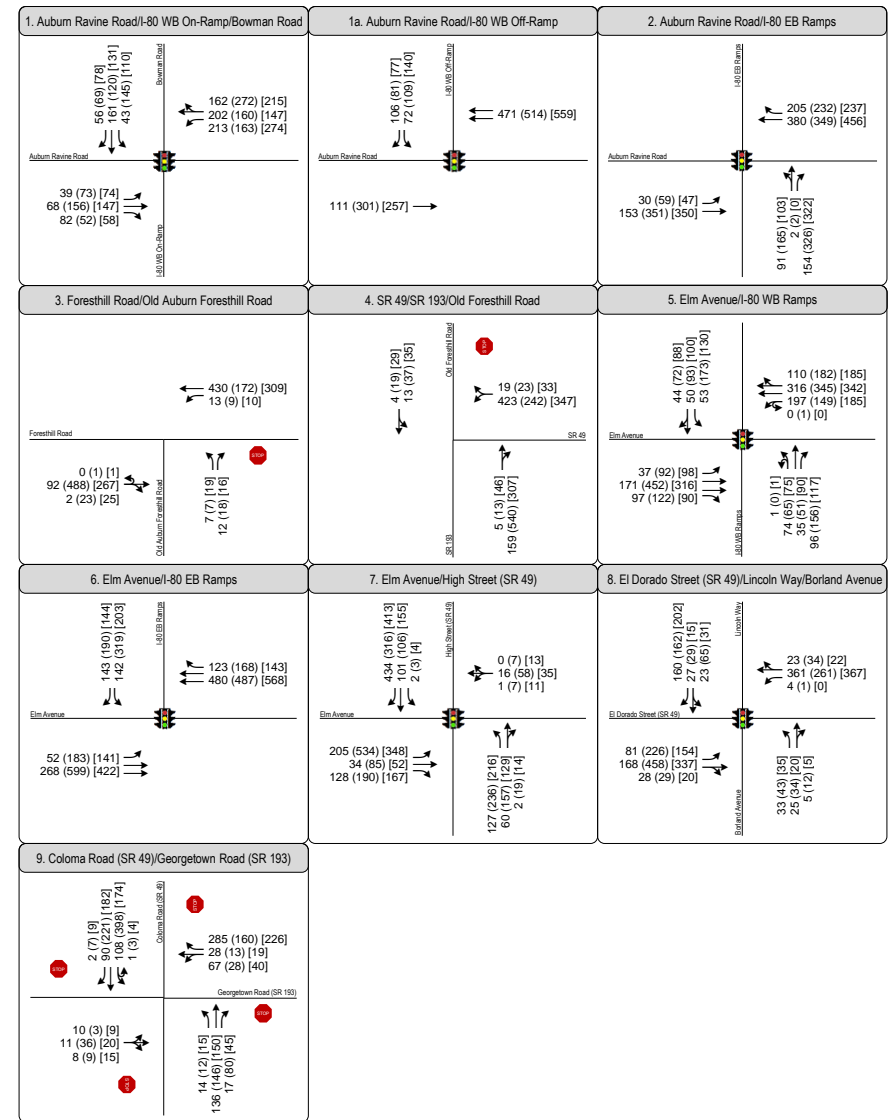 1. Auburn Ravine Road/I-80 WB On-Ramp/Bowman Road
56 (69) [78]
161 (120) [131]
43 (145) [110]
Bowman Road
162 (272) [215]
202 (160) [147]
213 (163) [274]
Auburn Ravine Road
39 (73) [74]
68 (156) [147]
82 (52) [58]
I-80 WB On-Ramp
1a. Auburn Ravine Road/I-80 WB Off-Ramp
106 (81) [77]
72 (109) [140]
I-80 WB Off-Ramp
471 (514) [559]
Auburn Ravine Road
111 (301) [257]
2. Auburn Ravine Road/I-80 EB Ramps
I-80 EB Ramps
205 (232) [237]
380 (349) [456]
Auburn Ravine Road
30 (59) [47]
153 (351) [350]
91 (165) [103]
2 (2) [0]
154 (326) [322]
3. Foresthill Road/Old Auburn Foresthill Road
430 (172) [309]
13 (9) [10]
Foresthill Road
0 (1) [1]
92 (488) [267]
2 (23) [25]
Old Auburn Foresthill Road
7 (7) [19]
12 (18) [16]
STOP
4. SR 49/SR 193/Old Foresthill Road
4 (19) [29]
13 (37) [35]
Old Foresthill Road
STOP
19 (23) [33]
423 (242) [347]
SR 49
SR 193
5 (13) [46]
159 (540) [307]
5. Elm Avenue/I-80 WB Ramps
44 (72) [88]
50 (93) [100]
53 (173) [130]
110 (182) [185]
316 (345) [342]
197 (149) [185]
0 (1) [0]
Elm Avenue
37 (92) [98]
171 (452) [316]
97 (122) [90]
I-80 WB Ramps
1 (0) [1]
74 (65) [75]
35 (51) [90]
96 (156) [117]
6. Elm Avenue/I-80 EB Ramps
143 (190) [144]
142 (319) [203]
I-80 EB Ramps
123 (168) [143]
480 (487) [568]
Elm Avenue
52 (183) [141]
268 (599) [422]
7. Elm Avenue/High Street (SR 49)
434 (316) [413]
101 (106) [155]
2 (3) [4]
High Street (SR 49)
0 (7) [13]
16 (58) [35]
1 (7) [11]
Elm Avenue
205 (534) [348]
34 (85) [52]
128 (190) [167]
127 (236) [216]
60 (157) [129]
2 (19) [14]
8. El Dorado Street (SR 49)/Lincoln Way/Borland Avenue
160 (162) [202]
27 (29) [15]
23 (65) [31]
Lincoln Way
23 (34) [22]
361 (261) [367]
4 (1) [0]
El Dorado Street (SR 49)
81 (226) [154]
168 (458) [337]
28 (29) [20]
Borland Avenue
33 (43) [35]
25 (34) [20]
5 (12) [5]
9. Coloma Road (SR 49)/Georgetown Road (SR 193)
2 (7) [9]
90 (221) [182]
108 (398) [174]
1 (3) [4]
Coloma Road (SR 49)
STOP
285 (160) [226]
28 (13) [19]
67 (28) [40]
STOP
Georgetown Road (SR 193)
10 (3) [9]
11 (36) [20]
8 (9) [15]
STOP
14 (12) [15]
136 (146) [150]
17 (80) [45]
STOP